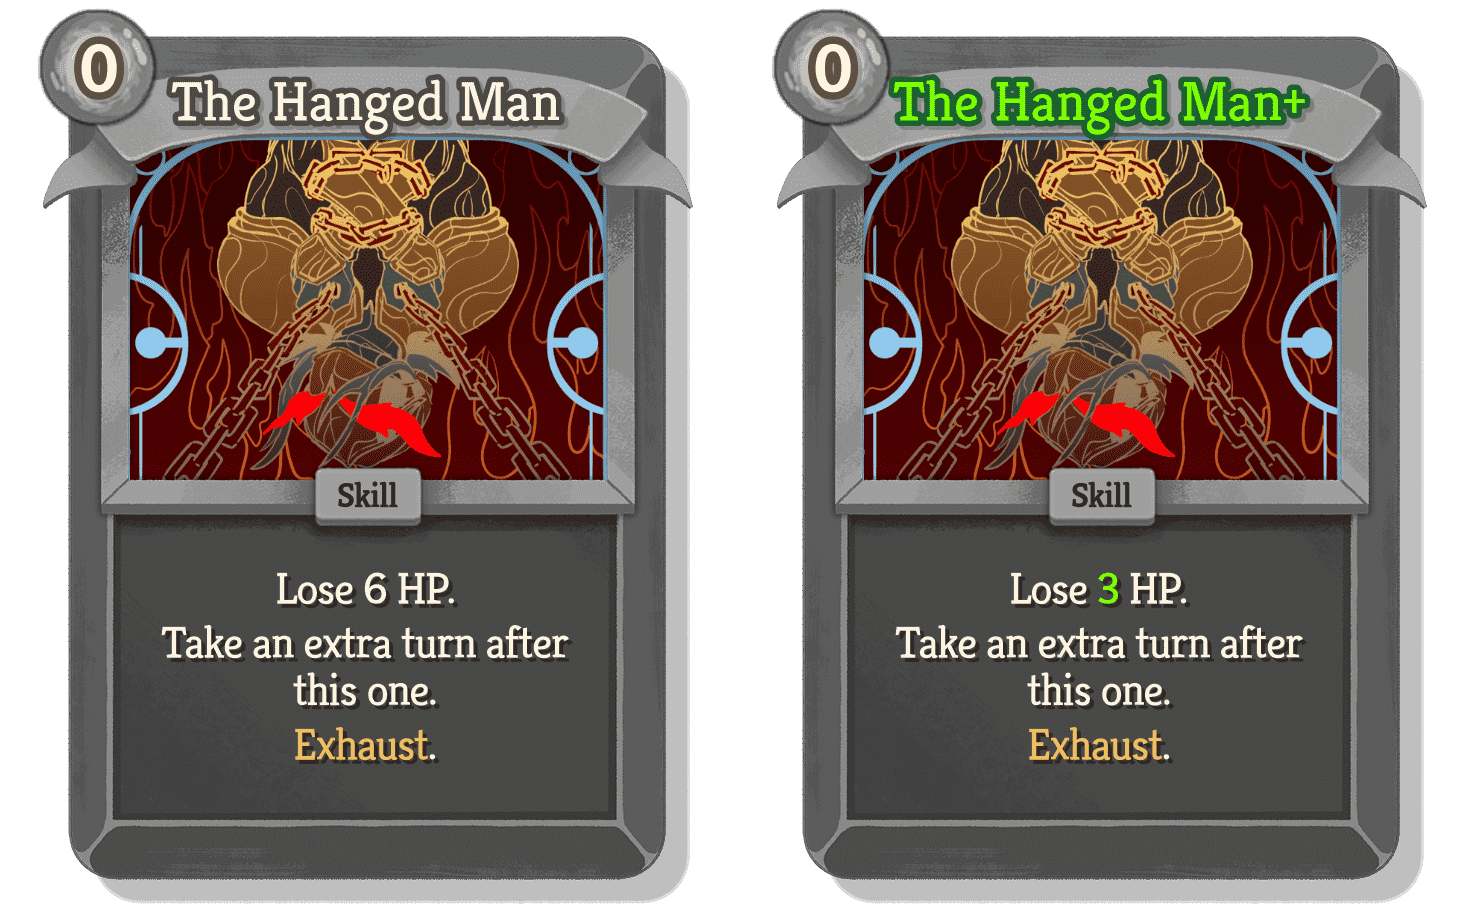 0
The Hanged Man
Skill
Lose 6 HP.
Take an extra turn after
this one.
Exhaust.
0
The Hanged Man+
Skill
Lose 3 HP.
Take an extra turn after
this one.
Exhaust.